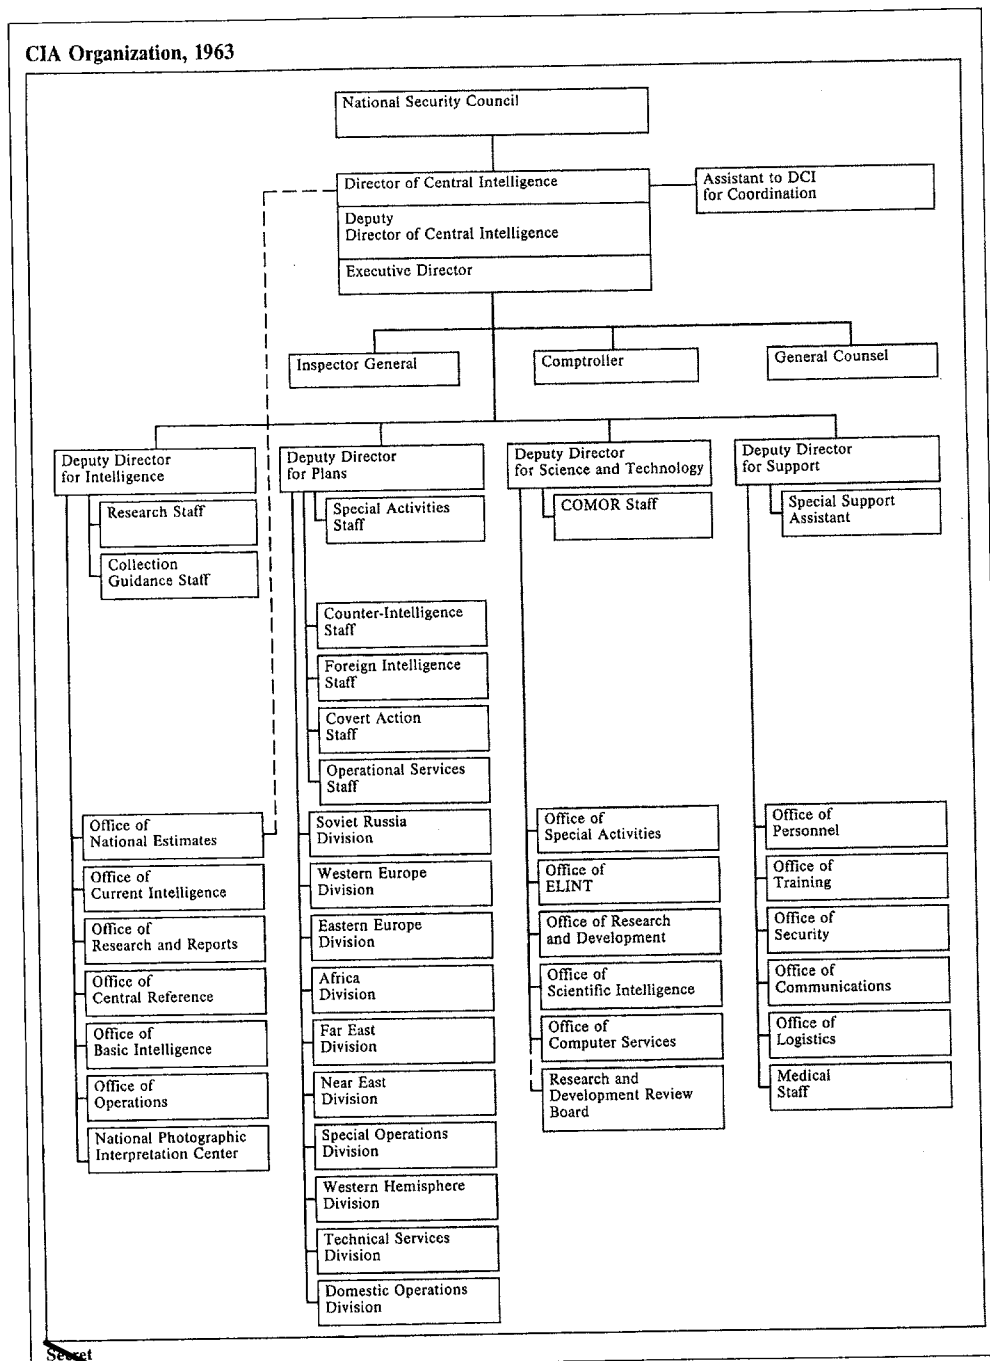 CIA Organization, 1963
National Security Council
Director of Central Intelligence
Deputy
Director of Central Intelligence
Executive Director
Assistant to DCI
for Coordination
Inspector General
Comptroller
General Counsel
Deputy Director
for Intelligence
Research Staff
Collection
Guidance Staff
Office of
National Estimates
Office of
Current Intelligence
Office of
Research and Reports
Office of
Central Reference
Office of
Basic Intelligence
Office of
Operations
National Photographic
Interpretation Center
Deputy Director
for Plans
Special Activities
Staff
Counter-Intelligence
Staff
Foreign Intelligence
Staff
Covert Action
Staff
Operational Services
Staff
Soviet Russia
Division
Western Europe
Division
Eastern Europe
Division
Africa
Division
Far East
Division
Near East
Division
Special Operations
Division
Western Hemisphere
Division
Technical Services
Division
Domestic Operations
Division
Deputy Director
for Science and Technology
COMOR Staff
Office of
Special Activities
Office of
ELINT
Office of Research
and Development
Office of
Scientific Intelligence
Office of
Computer Services
Research and
Development Review
Board
Deputy Director
for Support
Special Support
Assistant
Office of
Personnel
Office of
Training
Office of
Security
Office of
Communications
Office of
Logistics
Medical
Staff
Secret